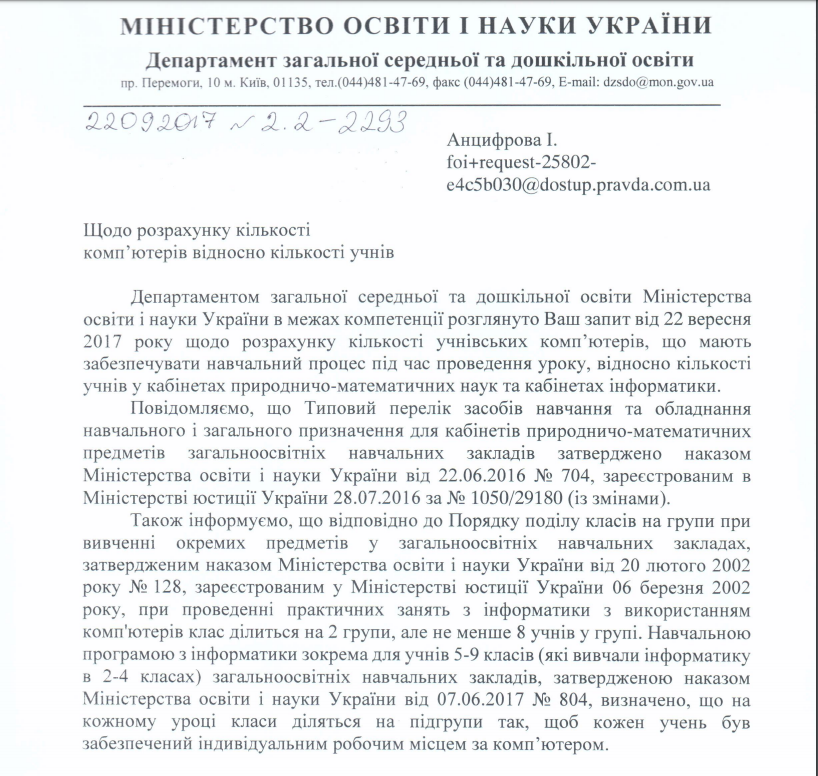 МІНІСТЕРСТВО ОСВІТИ І НАУКИ УКРАЇНИ
Департамент загальної середньої та дошкільної освіти
пр. Перемоги, 10 м. Київ, 01135, тел.(044)481-47-69, факс (044)481-47-69, E-mail: dzsdo@mon.gov.ua
22092017 № 2.2-2293
Анцифрова І.
foi+request-25802-
e4c5b030@dostup.pravda.com.ua
Щодо розрахунку кількості
комп’ютерів відносно кількості учнів
Департаментом загальної середньої та дошкільної освіти Міністерства
освіти і науки України в межах компетенції розглянуто Ваш запит від 22 вересня
2017 року щодо розрахунку кількості учнівських комп’ютерів, що мають
забезпечувати навчальний процес під час проведення уроку, відносно кількості
учнів у кабінетах природничо-математичних наук та кабінетах інформатики.
Повідомляємо, що Типовий перелік засобів навчання та обладнання
навчального і загального призначення для кабінетів природничо-математичних
предметів загальноосвітніх навчальних закладів затверджено наказом
Міністерства освіти і науки України від 22.06.2016 № 704, зареєстрованим в
Міністерстві юстиції України 28.07.2016 за № 1050/29180 (із змінами).
Також інформуємо, що відповідно до Порядку поділу класів на групи при
вивченні окремих предметів у загальноосвітніх навчальних закладах,
затвердженим наказом Міністерства освіти і науки України від 20 лютого 2002
року № 128, зареєстрованим у Міністерстві юстиції України 06 березня 2002
року, при проведенні практичних занять з інформатики з використанням
комп'ютерів клас ділиться на 2 групи, але не менше 8 учнів у групі. Навчальною
програмою з інформатики зокрема для учнів 5-9 класів (які вивчали інформатику
в 2-4 класах) загальноосвітніх навчальних закладів, затвердженою наказом
Міністерства освіти і науки України від 07.06.2017 № 804, визначено, що на
кожному уроці класи діляться на підгрупи так, щоб кожен учень був
забезпечений індивідуальним робочим місцем за комп’ютером.